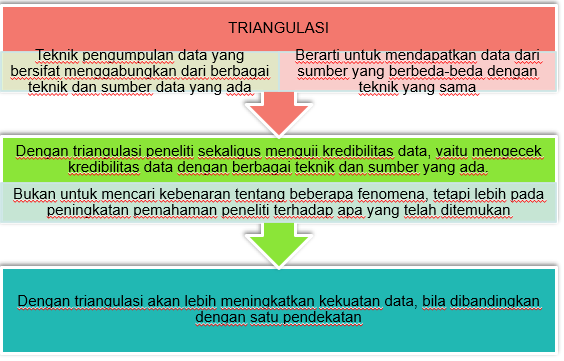 TRIANGULASI
Teknik pengumpulan data yang
bersifat menggabungkan dari berbagai
teknik dan sumber data yang ada
Berarti untuk mendapatkan data dari
sumber yang berbeda-beda dengan
teknik yang sama
Dengan triangulasi peneliti sekaligus menguji kredibilitas data, yaitu mengecek
kredibilitas data dengan berbagai teknik dan sumber yang ada.
Bukan untuk mencari kebenaran tentang beberapa fenomena, tetapi lebih pada
peningkatan pemahaman peneliti terhadap apa yang telah ditemukan
Dengan triangulasi akan lebih meningkatkan kekuatan data, bila dibandingkan
dengan satu pendekatan